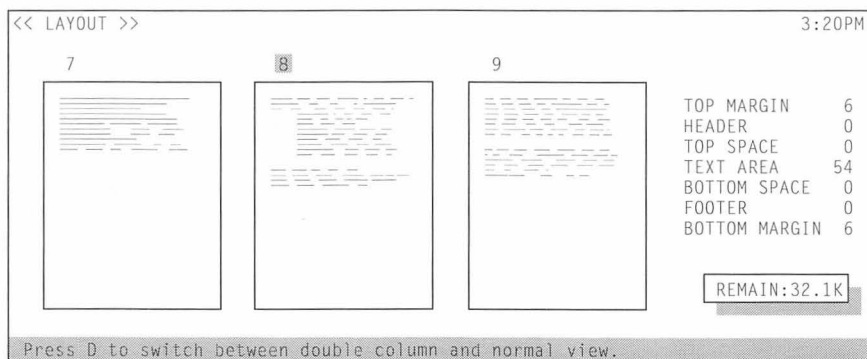 << LAYOUT >> 3:20PM
7 8 9
TOP MARGIN 6
HEADER 0
TOP SPACE 0
TEXT AREA 54
BOTTOM SPACE 0
FOOTER 0
BOTTOM MARGIN 6
REMAIN:32.1K
Press D to switch between double column and normal view.